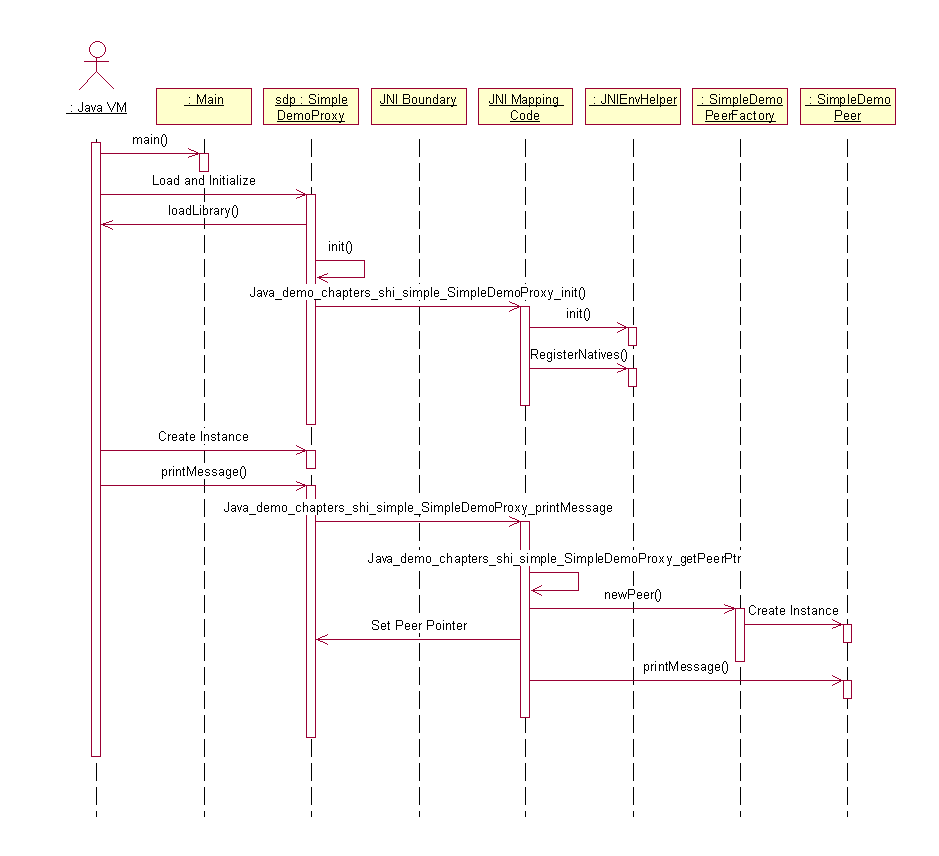 : Java VM
: Main
sdp : Simple
DemoProxy
JNI Boundary
JNI Mapping
Code
: JNIEnvHelper
: SimpleDemo
PeerFactory
: SimpleDemo
Peer
main()
Load and Initialize
loadLibrary()
init()
Java_demo_chapters_shi_simple_SimpleDemoProxy_init()
init()
RegisterNatives()
Create Instance
printMessage()
Java_demo_chapters_shi_simple_SimpleDemoProxy_printMessage
Java_demo_chapters_shi_simple_SimpleDemoProxy_getPeerPtr
newPeer()
Create Instance
Set Peer Pointer
printMessage()